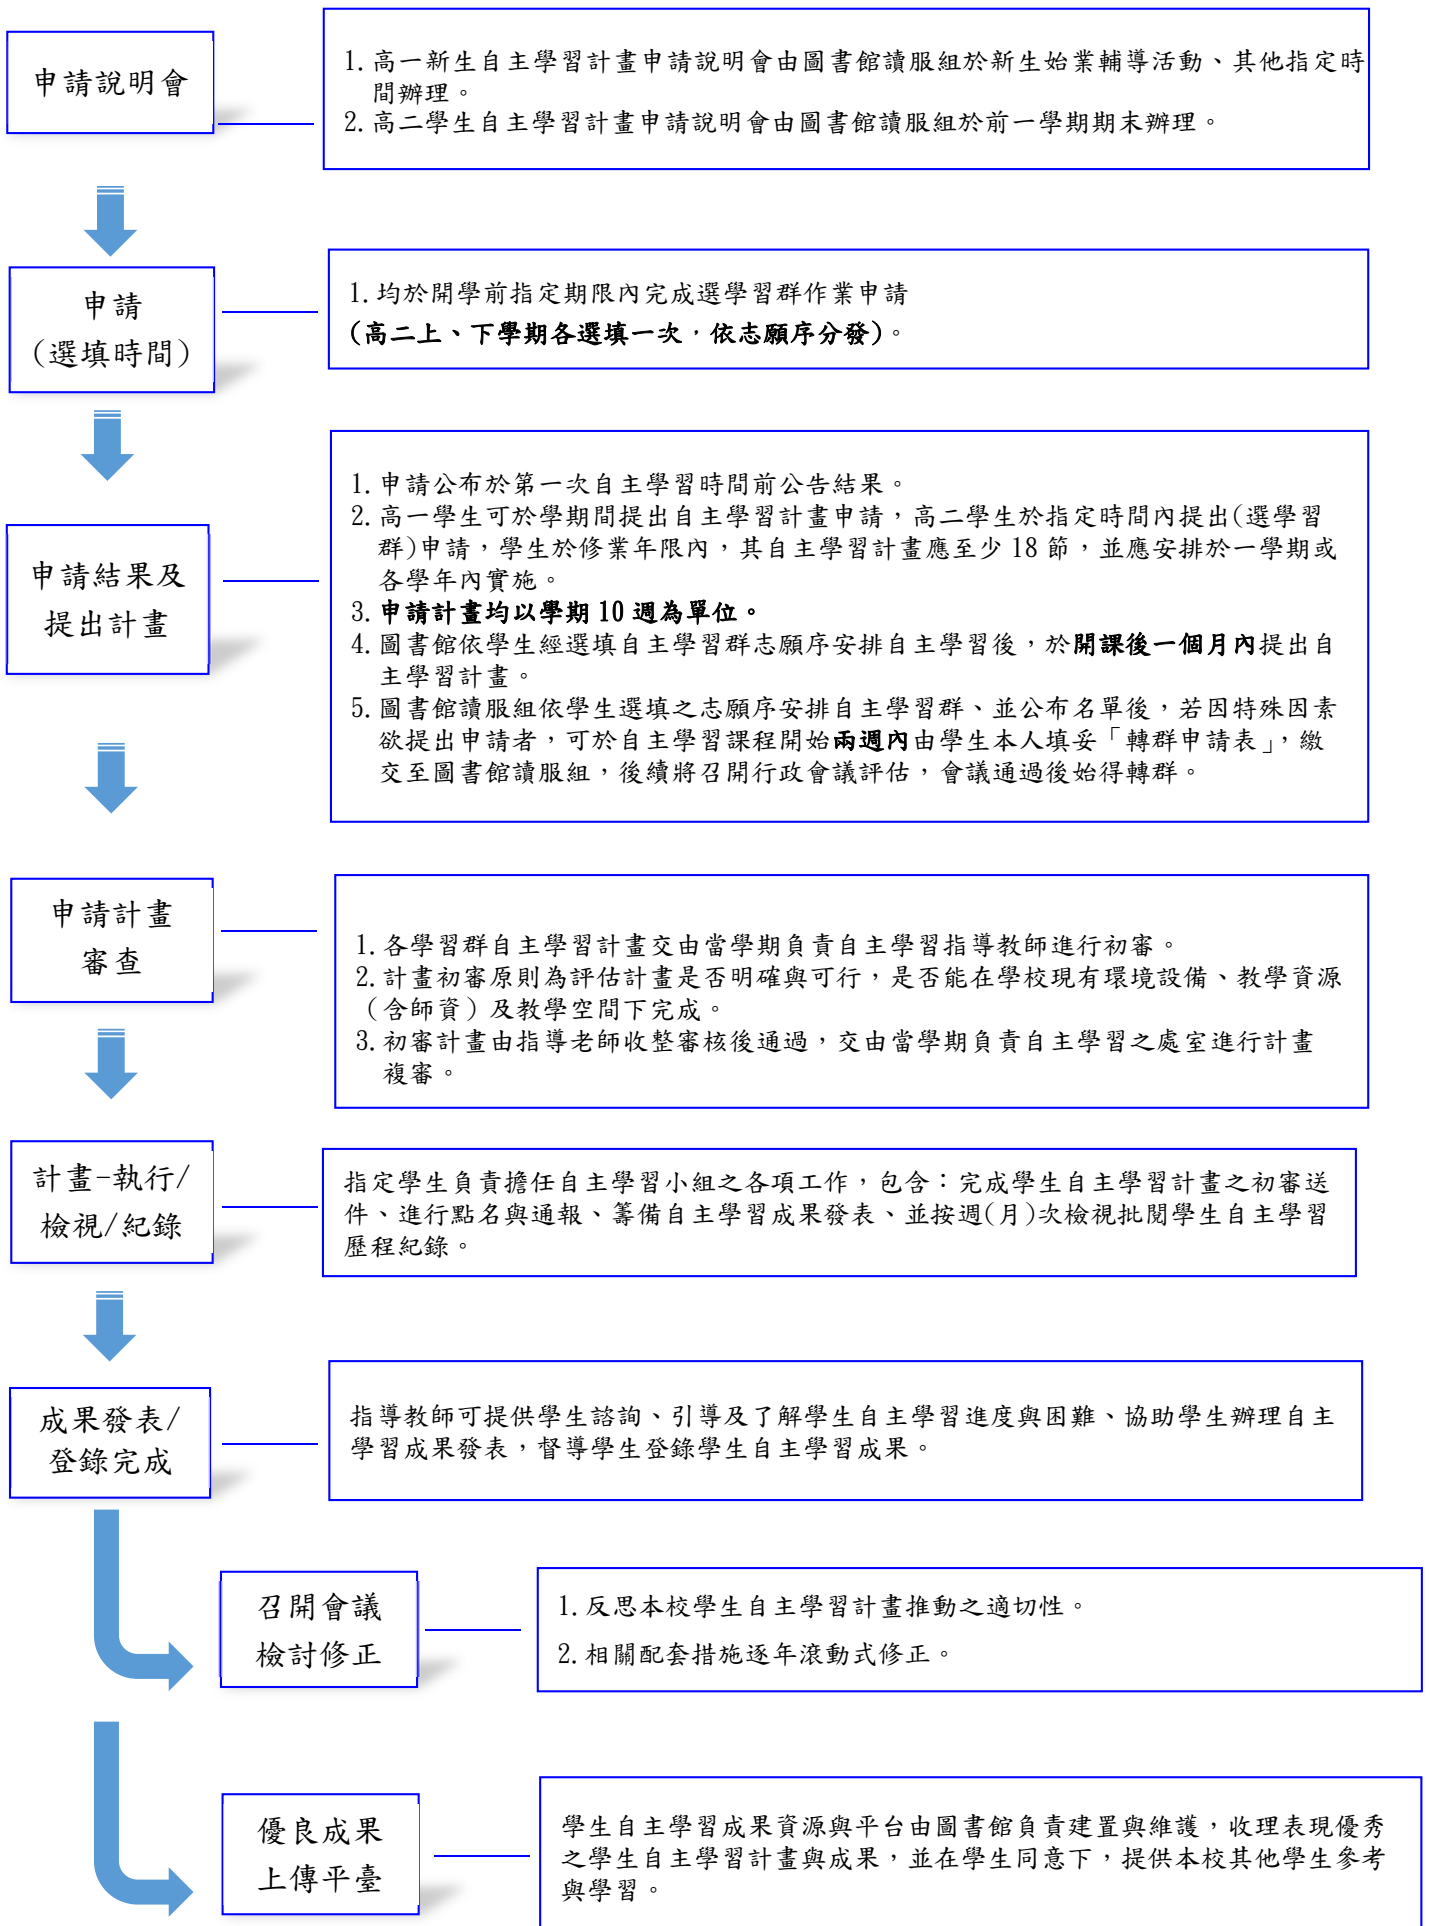 申請說明會
1.高一新生自主學習計畫申請說明會由圖書館讀服組於新生始業輔導活動、其他指定時
間辦理。
2.高二學生自主學習計畫申請說明會由圖書館讀服組於前一學期期末辦理。
申請
(選填時間)
1.均於開學前指定期限內完成選學習群作業申請
(高二上、下學期各選填一次，依志願序分發)。
申請結果及
提出計畫
1.申請公布於第一次自主學習時間前公告結果。
2.高一學生可於學期間提出自主學習計畫申請，高二學生於指定時間內提出(選學習
群)申請，學生於修業年限內，其自主學習計畫應至少 18 節，並應安排於一學期或
各學年內實施。
3.申請計畫均以學期 10 週為單位。
4.圖書館依學生經選填自主學習群志願序安排自主學習後，於開課後一個月內提出自
主學習計畫。
5.圖書館讀服組依學生選填之志願序安排自主學習群、並公布名單後，若因特殊因素
欲提出申請者，可於自主學習課程開始兩週內由學生本人填妥「轉群申請表」，繳
交至圖書館讀服組，後續將召開行政會議評估，會議通過後始得轉群。
申請計畫
審查
1.各學習群自主學習計畫交由當學期負責自主學習指導教師進行初審。
2.計畫初審原則為評估計畫是否明確與可行，是否能在學校現有環境設備、教學資源
（含師資）及教學空間下完成。
3.初審計畫由指導老師收整審核後通過，交由當學期負責自主學習之處室進行計畫
複審。
計畫-執行/
檢視/紀錄
指定學生負責擔任自主學習小組之各項工作，包含：完成學生自主學習計畫之初審送
件、進行點名與通報、籌備自主學習成果發表、並按週(月)次檢視批閱學生自主學習
歷程紀錄。
成果發表/
登錄完成
指導教師可提供學生諮詢、引導及了解學生自主學習進度與困難、協助學生辦理自主
學習成果發表，督導學生登錄學生自主學習成果。
召開會議
檢討修正
1.反思本校學生自主學習計畫推動之適切性。
2.相關配套措施逐年滾動式修正。
優良成果
上傳平臺
學生自主學習成果資源與平台由圖書館負責建置與維護，收理表現優秀
之學生自主學習計畫與成果，並在學生同意下，提供本校其他學生參考
與學習。